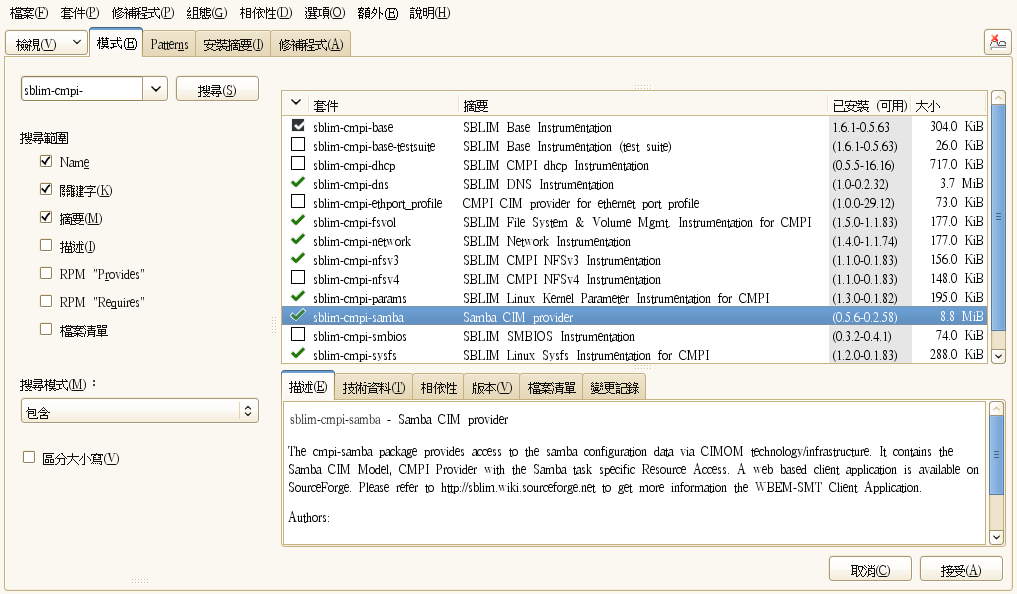 檔案(F) 套件(P) 修補程式(P) 組態(G) 相依性(D) 選項(O) 額外(E) 說明(H)
檢視(V) 模式(E) Patterns 安裝摘要(I) 修補程式(A)
sblim-cmpi- 搜尋(S)
搜尋範圍
Name
關鍵字(K)
摘要(M)
描述(I)
RPM "Provides"
RPM "Requires"
檔案清單
搜尋模式(M)：
包含
區分大小寫(V)
套件 摘要 已安裝 (可用) 大小
sblim-cmpi-base SBLIM Base Instrumentation 1.6.1-0.5.63 304.0 KiB
sblim-cmpi-base-testsuite SBLIM Base Instrumentation (test suite) (1.6.1-0.5.63) 26.0 KiB
sblim-cmpi-dhcp SBLIM CMPI dhcp Instrumentation (0.5.5-16.16) 717.0 KiB
sblim-cmpi-dns SBLIM DNS Instrumentation (1.0-0.2.32) 3.7 MiB
sblim-cmpi-ethport_profile CMPI CIM provider for ethernet port profile (1.0.0-29.12) 73.0 KiB
sblim-cmpi-fsvol SBLIM File System & Volume Mgmt. Instrumentation for CMPI (1.5.0-1.1.83) 177.0 KiB
sblim-cmpi-network SBLIM Network Instrumentation (1.4.0-1.1.74) 177.0 KiB
sblim-cmpi-nfsv3 SBLIM CMPI NFSv3 Instrumentation (1.1.0-0.1.83) 156.0 KiB
sblim-cmpi-nfsv4 SBLIM CMPI NFSv4 Instrumentation (1.1.0-0.1.83) 148.0 KiB
sblim-cmpi-params SBLIM Linux Kernel Parameter Instrumentation for CMPI (1.3.0-0.1.82) 195.0 KiB
sblim-cmpi-samba Samba CIM provider (0.5.6-0.2.58) 8.8 MiB
sblim-cmpi-smbios SBLIM SMBIOS Instrumentation (0.3.2-0.4.1) 74.0 KiB
sblim-cmpi-sysfs SBLIM Linux Sysfs Instrumentation for CMPI (1.2.0-0.1.83) 288.0 KiB
描述(E) 技術資料(T) 相依性 版本(V) 檔案清單 變更記錄
sblim-cmpi-samba - Samba CIM provider
The cmpi-samba package provides access to the samba configuration data via CIMOM technology/infrastructure. It contains the
Samba CIM Model, CMPI Provider with the Samba task specific Resource Access. A web based client application is available on
SourceForge. Please refer to http://sblim.wiki.sourceforge.net to get more information the WBEM-SMT Client Application.
Authors:
取消(C) 接受(A)